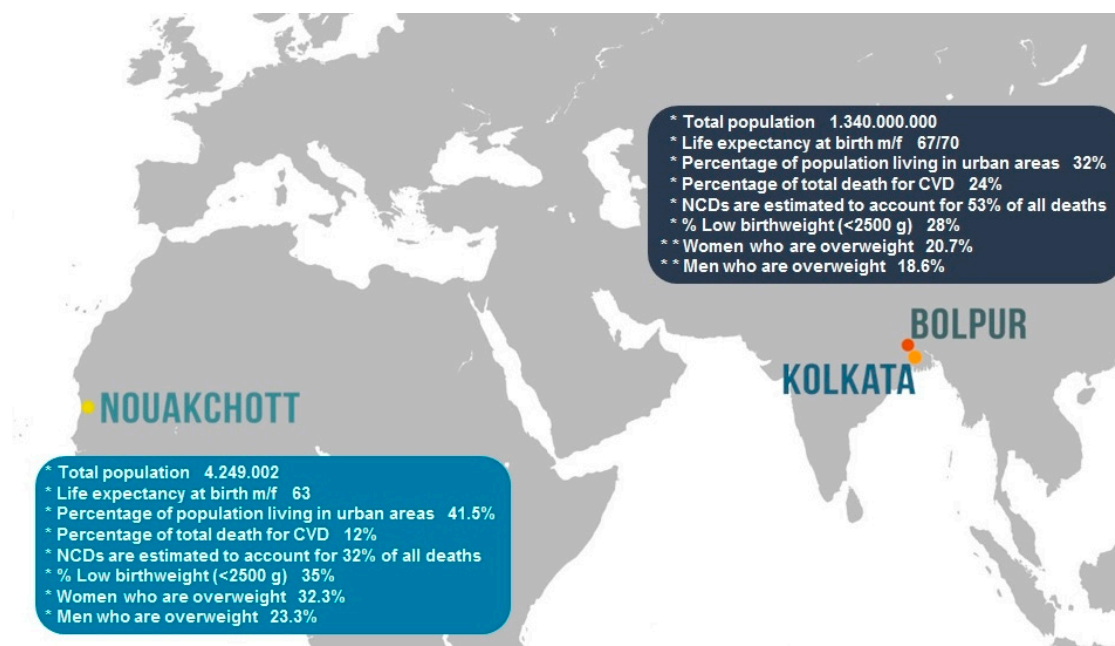 * Total population 1.340.000.000
* Life expectancy at birth m/f 67/70
* Percentage of population living in urban areas 32%
* Percentage of total death for CVD 24%
* NCDs are estimated to account for 53% of all deaths
* % Low birthweight (<2500 g) 28%
* * Women who are overweight 20.7%
* * Men who are overweight 18.6%
BOLPUR
KOLKATA
NOUAKCHOTT
* Total population 4.249.002
* Life expectancy at birth m/f 63
* Percentage of population living in urban areas 41.5%
* Percentage of total death for CVD 12%
* NCDs are estimated to account for 32% of all deaths
* % Low birthweight (<2500 g) 35%
* Women who are overweight 32.3%
* Men who are overweight 23.3%